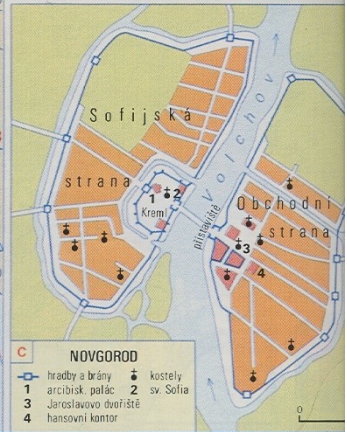 Sofijská
strana
Volchov
1 2
Kreml
přístaviště
Obchodní
strana
3
4
C
NOVGOROD
hradby a brány
kostely
1 arcibisk. palác
2 sv. Sofia
3 Jaroslavovo dvořiště
4 hansovní kontor
0